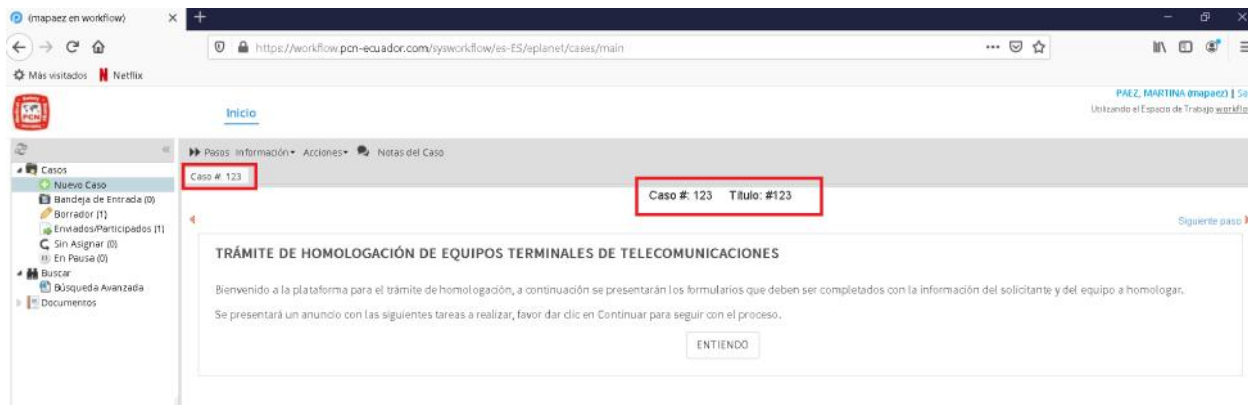 (mapaez en workflow)
https://workflow.pcn-ecuador.com/sysworkflow/es-ES/eplanet/cases/main
Más visitados Netflix
PAEZ, MARTINA (mapaez) | Sa
PCN
Inicio
Utilizando el Espacio de Trabajo workflo
Pasos Información Acciones Notas del Caso
Casos
Caso #: 123
Nuevo Caso
Bandeja de Entrada (0)
Caso #: 123 Título: #123
Borrador (1)
Enviados/Participados (1)
Siguiente paso
Sin Asignar (0)
En Pausa (0)
Buscar
Búsqueda Avanzada
Documentos
TRÁMITE DE HOMOLOGACIÓN DE EQUIPOS TERMINALES DE TELECOMUNICACIONES
Bienvenido a la plataforma para el trámite de homologación, a continuación se presentarán los formularios que deben ser completados con la información del solicitante y del equipo a homologar.
Se presentará un anuncio con las siguientes tareas a realizar, favor dar clic en Continuar para seguir con el proceso.
ENTIENDO